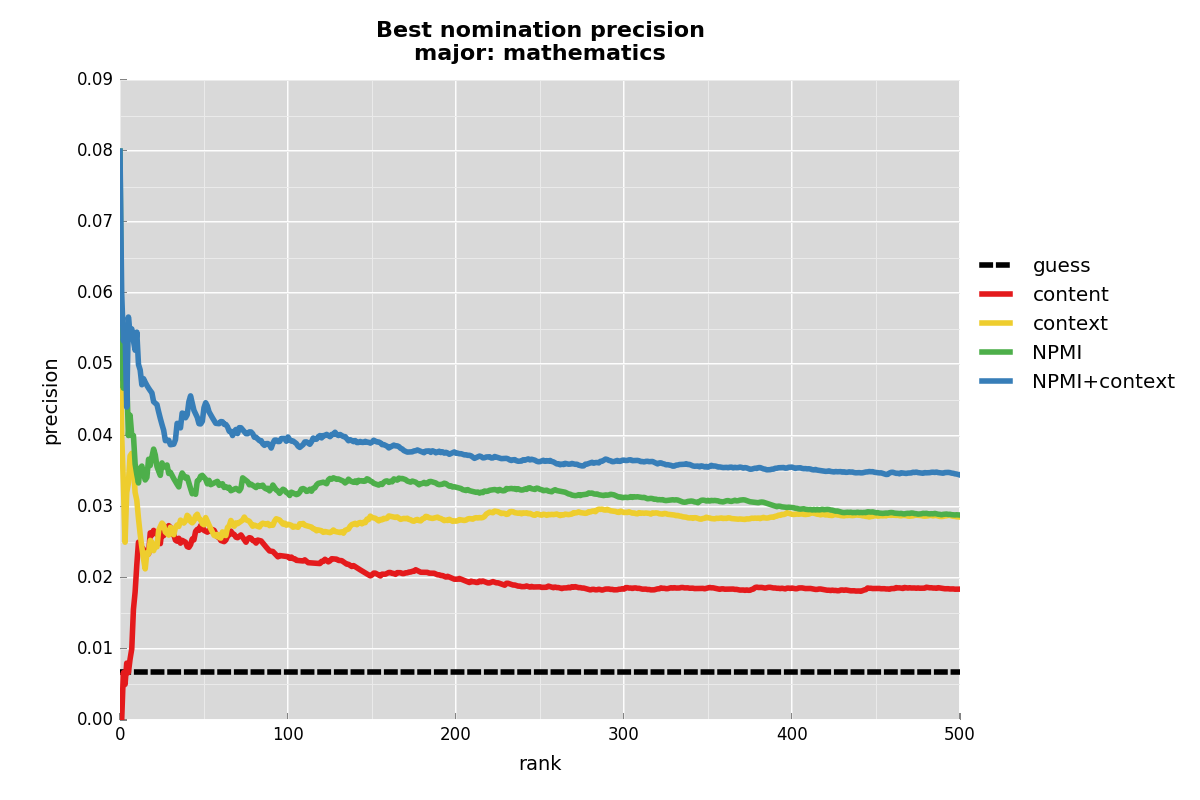 Best nomination precision
major: mathematics
precision
0.09
0.08
0.07
0.06
0.05
0.04
0.03
0.02
0.01
0.00
0 100 200 300 400 500
rank
guess
content
context
NPMI
NPMI+context